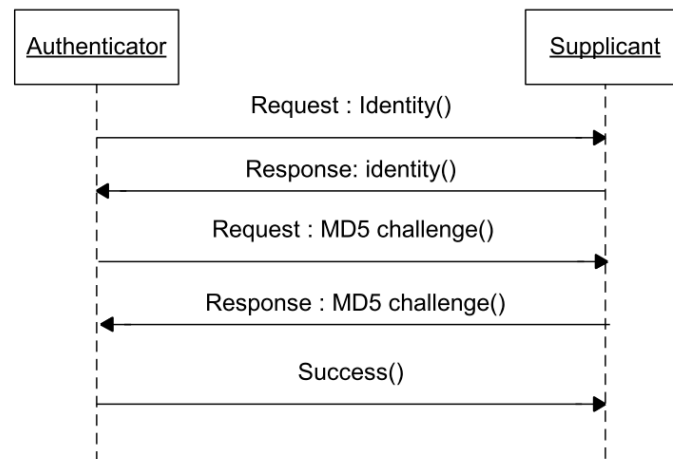 Authenticator
Supplicant
Request : Identity()
Response: identity()
Request : MD5 challenge()
Response : MD5 challenge()
Success()